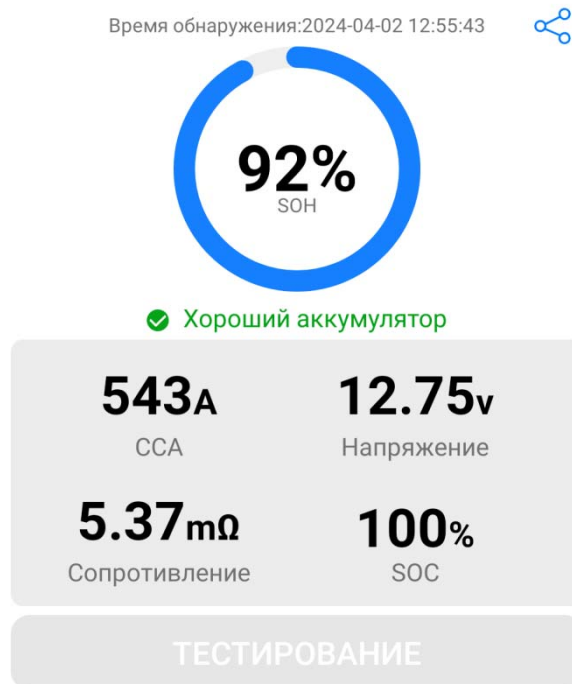 Время обнаружения:2024-04-02 12:55:43
92%
SOH
Хороший аккумулятор
543A 12.75v
CCA Напряжение
5.37mΩ 100%
Сопротивление SOC
ТЕСТИРОВАНИЕ